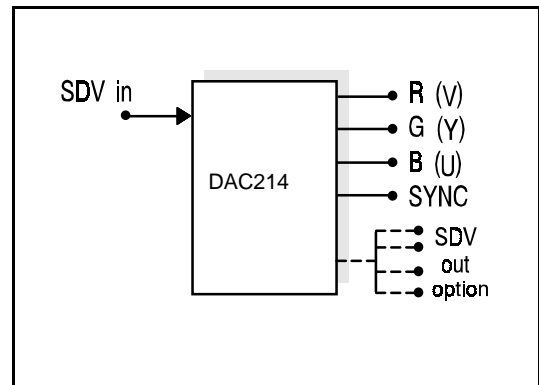 SDV in
DAC214
R (V)
G (Y)
B (U)
SYNC
SDV
out
option